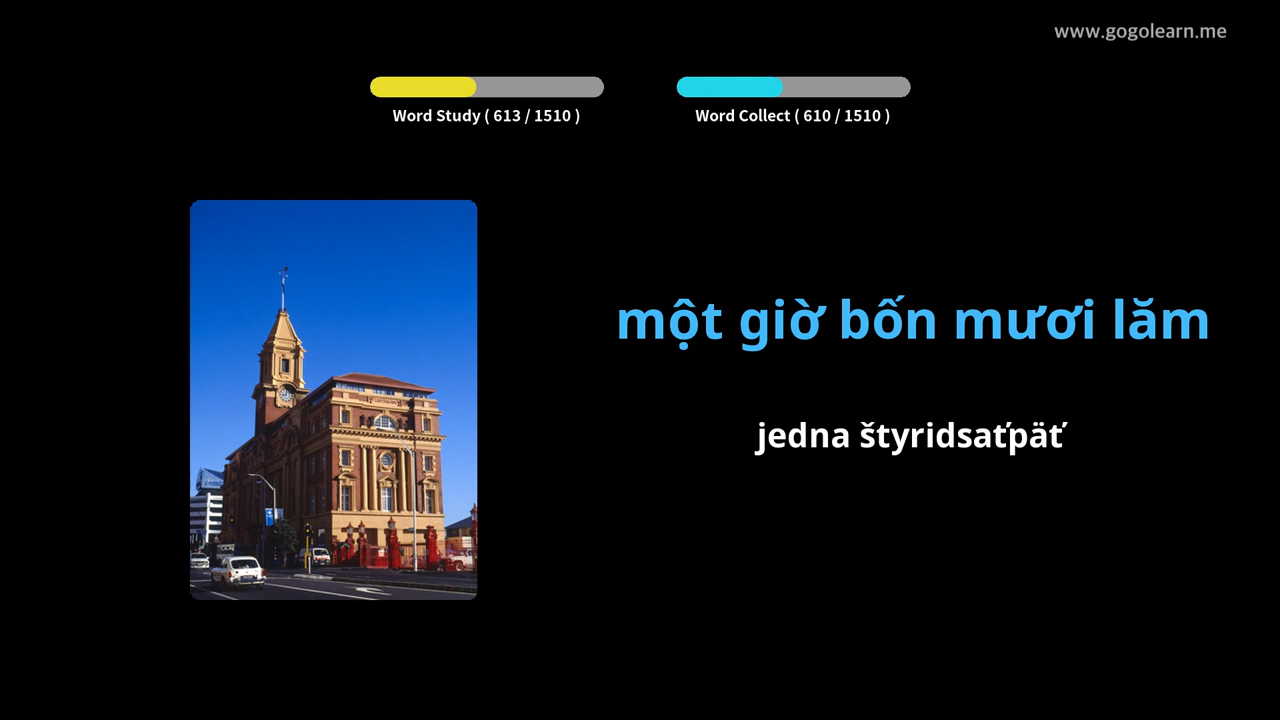 www.gogolearn.me
Word Study ( 613 / 1510 )
Word Collect ( 610 / 1510 )
một giờ bốn mươi lăm
jedna štyridsaťpäť